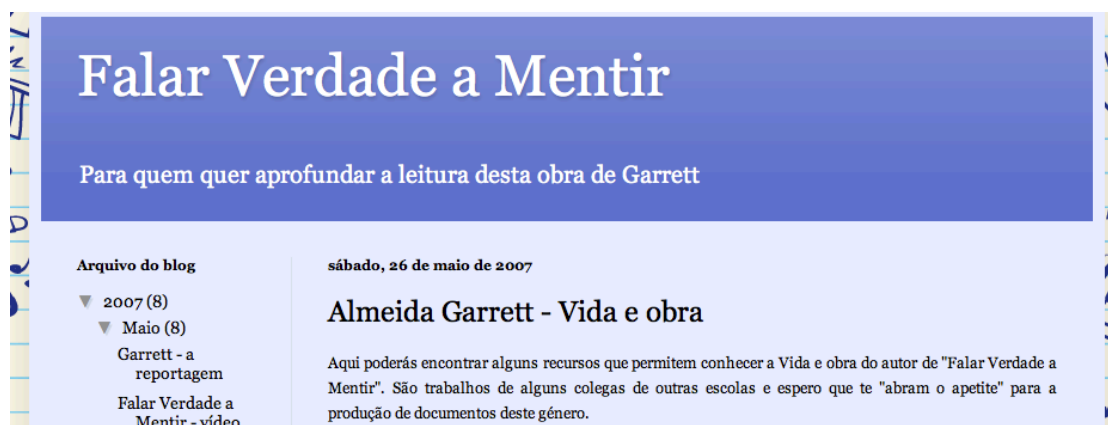 Falar Verdade a Mentir
Para quem quer aprofundar a leitura desta obra de Garrett
Arquivo do blog
▼ 2007 (8)
▼ Maio (8)
Garrett - a
reportagem
Falar Verdade a
Mentir - vídeo
sábado, 26 de maio de 2007
Almeida Garrett - Vida e obra
Aqui poderás encontrar alguns recursos que permitem conhecer a Vida e obra do autor de "Falar Verdade a
Mentir". São trabalhos de alguns colegas de outras escolas e espero que te "abram o apetite" para a
produção de documentos deste género.